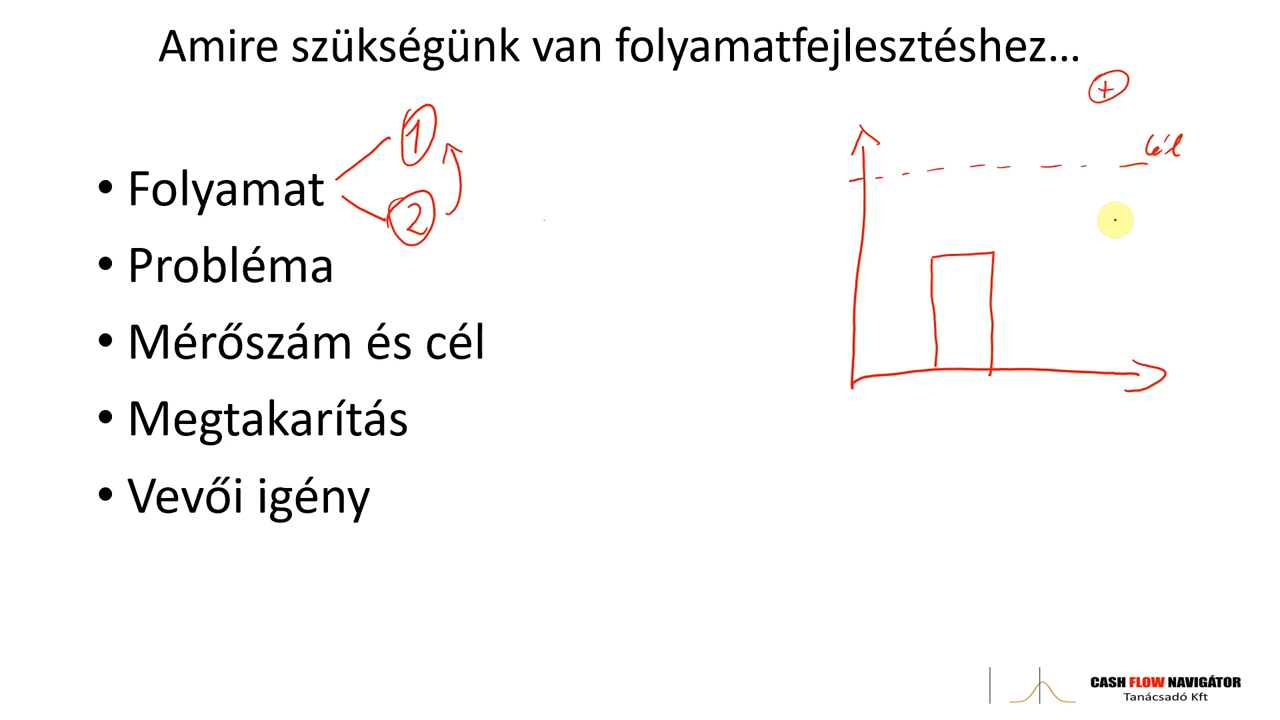 Amire szükségünk van folyamatfejlesztéshez...
+
cél
1
• Folyamat
2
• Probléma
• Mérőszám és cél
• Megtakarítás
• Vevői igény
CASH FLOW NAVIGÁTOR
Tanácsadó Kft